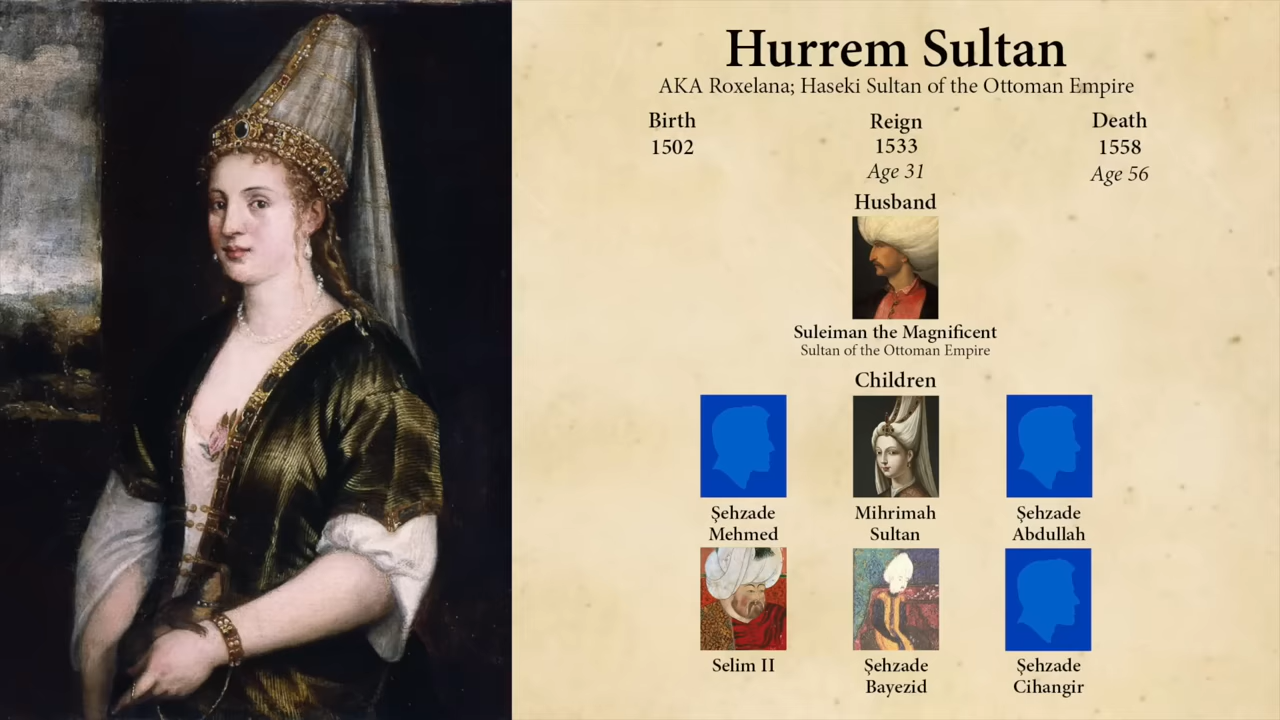 Hurrem Sultan
AKA Roxelana; Haseki Sultan of the Ottoman Empire
Birth
1502
Reign
1533
Age 31
Death
1558
Age 56
Husband
Suleiman the Magnificent
Sultan of the Ottoman Empire
Children
Şehzade
Mehmed
Mihrimah
Sultan
Şehzade
Abdullah
Selim II
Şehzade
Bayezid
Şehzade
Cihangir